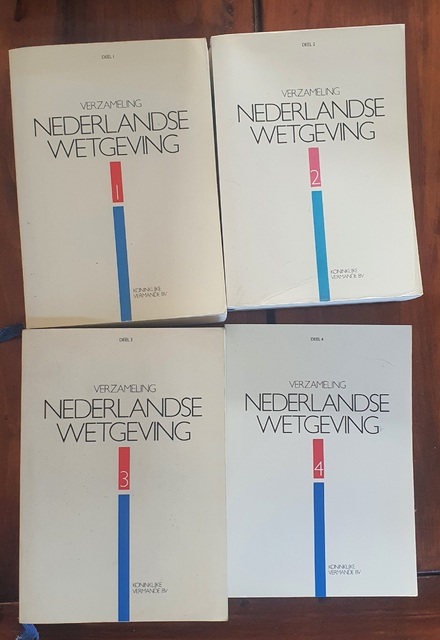 DEEL 1
VERZAMELING
NEDERLANDSE
WETGEVING
1
KONINKLIJKE
VERMANDE BV
DEEL 2
VERZAMELING
NEDERLANDSE
WETGEVING
2
KONINKLIJKE
VERMANDE BV
DEEL 3
VERZAMELING
NEDERLANDSE
WETGEVING
3
KONINKLIJKE
VERMANDE BV
DEEL 4
VERZAMELING
NEDERLANDSE
WETGEVING
4
KONINKLIJKE
VERMANDE BV